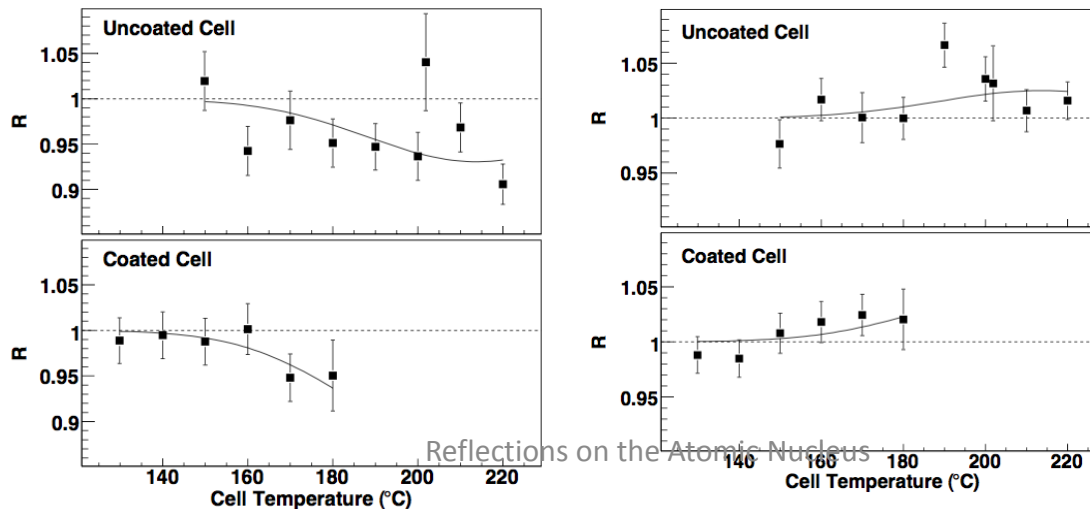 Uncoated Cell
1.05
1
0.95
0.9
R
Coated Cell
1.05
1
0.95
0.9
R
140 160 180 200 220
Cell Temperature (°C)
Uncoated Cell
1.05
1
0.95
R
Coated Cell
1.05
1
0.95
R
140 160 180 200 220
Cell Temperature (°C)
Reflections on the Atomic Nucleus